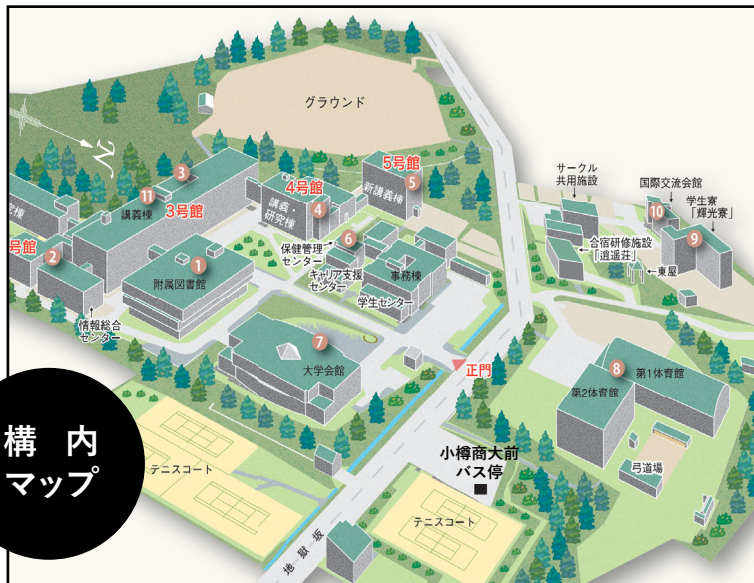 グラウンド
N
3
11
講義棟
3号館
4号館
講義・
研究棟
4
5号館
新講義棟
5
究棟
号館
2
1
附属図書館
情報総合
センター
6
保健管理
センター
キャリア支援
センター
事務棟
学生センター
7
大学会館
正門
サークル
共用施設
国際交流会館
学生寮
「輝光寮」
10
9
合宿研修施設
「逍遥荘」
東屋
8
第1体育館
第2体育館
弓道場
小樽商大前
バス停
テニスコート
テニスコート
地獄坂
構内
マップ